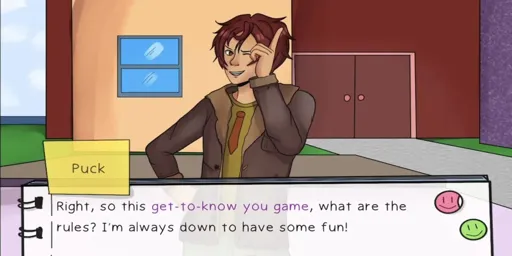 Puck
Right, so this get-to-know you game, what are the
rules? I'm always down to have some fun!